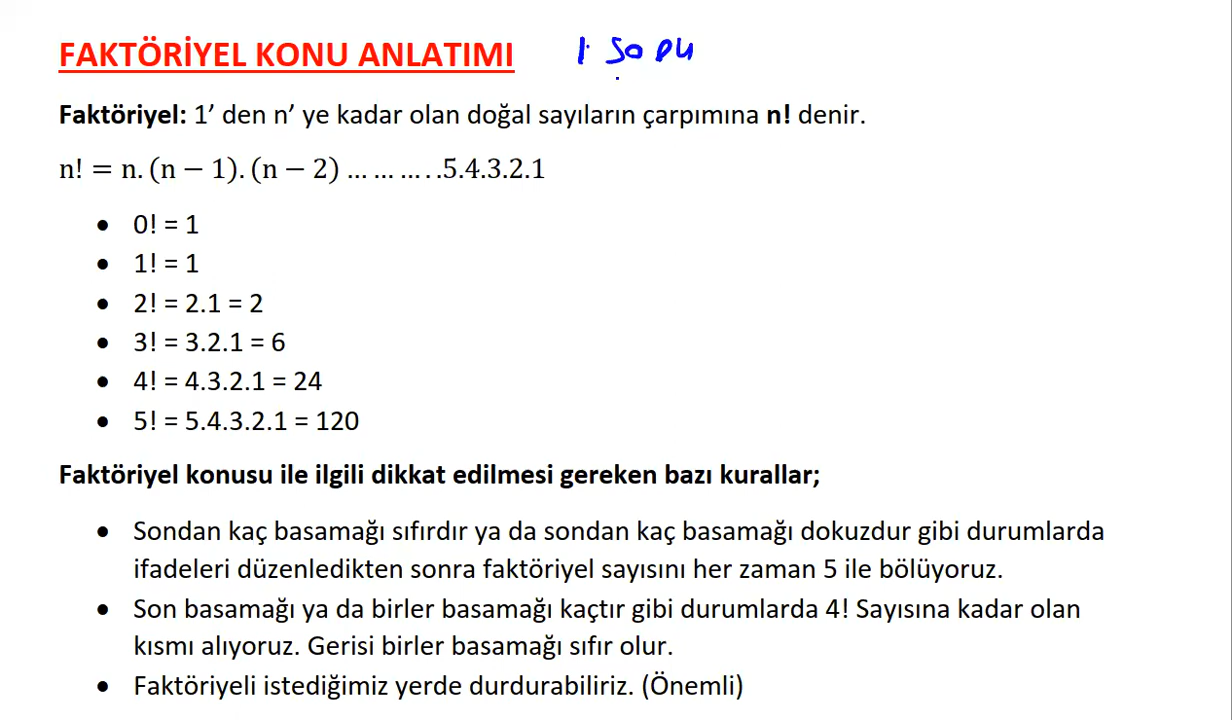 FAKTÖRİYEL KONU ANLATIMI 1 SORU
Faktöriyel: 1’ den n’ ye kadar olan doğal sayıların çarpımına n! denir.
n! = n. (n − 1). (n − 2) … … … . . 5.4.3.2.1
• 0! = 1
• 1! = 1
• 2! = 2.1 = 2
• 3! = 3.2.1 = 6
• 4! = 4.3.2.1 = 24
• 5! = 5.4.3.2.1 = 120
Faktöriyel konusu ile ilgili dikkat edilmesi gereken bazı kurallar;
• Sondan kaç basamağı sıfırdır ya da sondan kaç basamağı dokuzdur gibi durumlarda
ifadeleri düzenledikten sonra faktöriyel sayısını her zaman 5 ile bölüyoruz.
• Son basamağı ya da birler basamağı kaçtır gibi durumlarda 4! Sayısına kadar olan
kısmı alıyoruz. Gerisi birler basamağı sıfır olur.
• Faktöriyeli istediğimiz yerde durdurabiliriz. (Önemli)